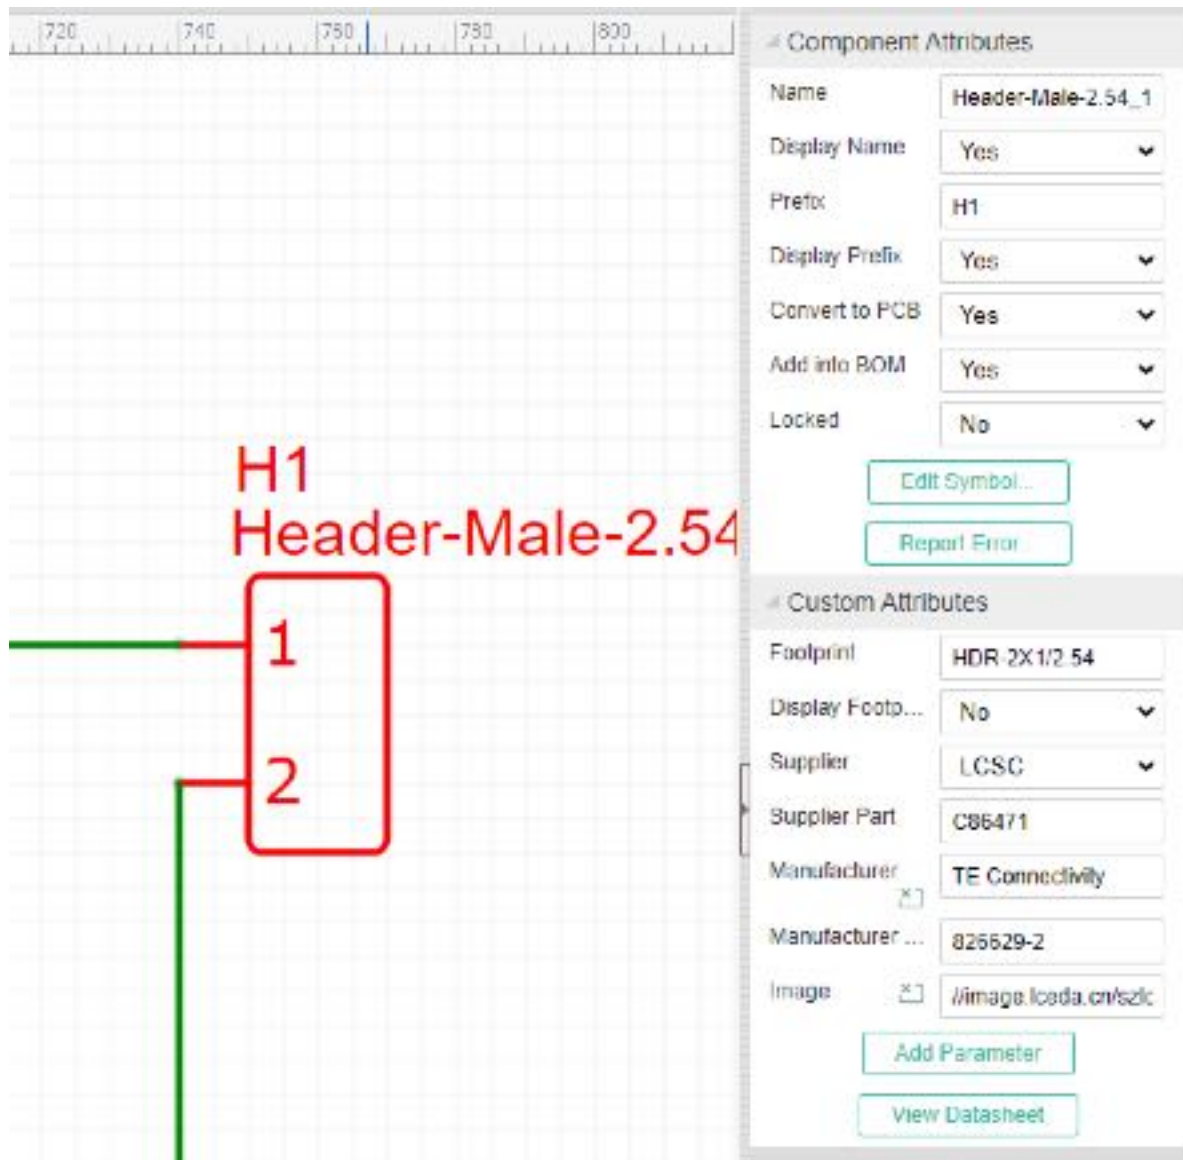 720 740 760 780 800
Component Attributes
Name Header-Male-2.54_1
Display Name Yes
Prefix H1
Display Prefix Yes
Convert to PCB Yes
Add into BOM Yes
Locked No
Edit Symbol...
Report Error
H1
Header-Male-2.54
1
2
Custom Attributes
Footprint HDR-2X1/2.54
Display Footp... No
Supplier LCSC
Supplier Part C86471
Manufacturer TE Connectivity
Manufacturer ... 826629-2
Image //image.lceda.cn/szlc
Add Parameter
View Datasheet